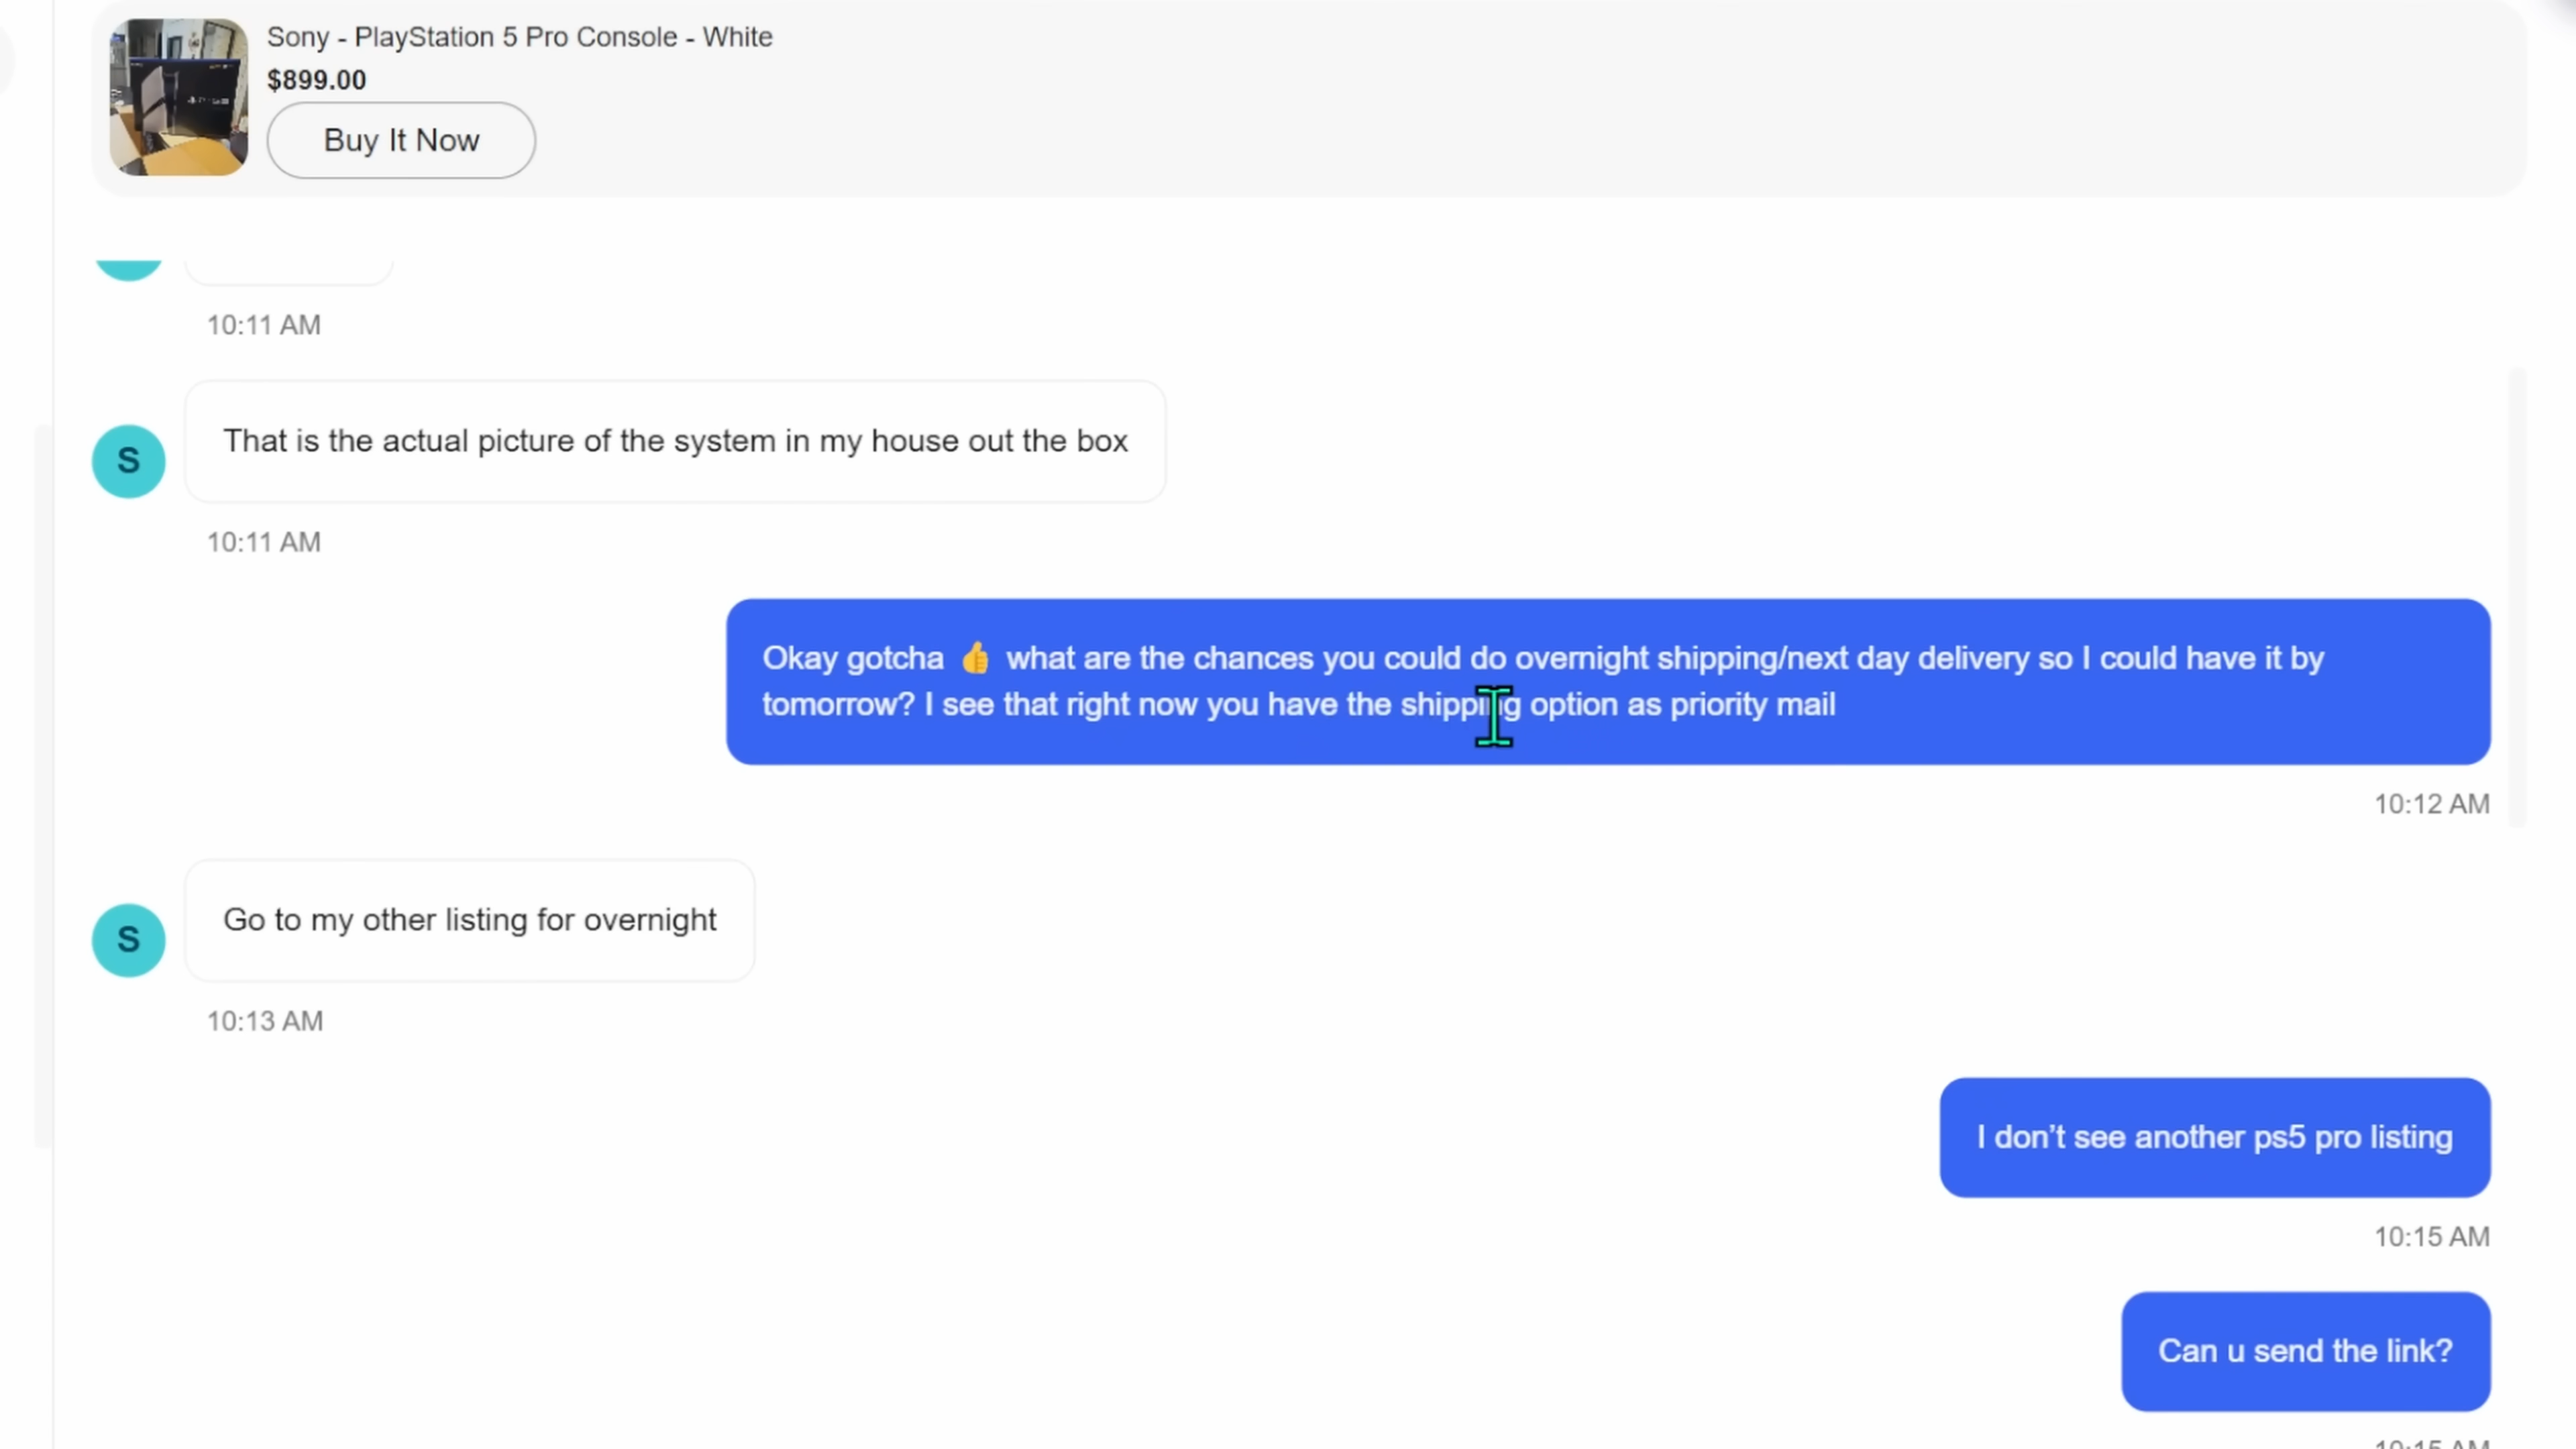 Sony - PlayStation 5 Pro Console - White
$899.00
Buy It Now
10:11 AM
S
That is the actual picture of the system in my house out the box
10:11 AM
Okay gotcha 👍 what are the chances you could do overnight shipping/next day delivery so I could have it by
tomorrow? I see that right now you have the shipping option as priority mail
10:12 AM
S
Go to my other listing for overnight
10:13 AM
I don’t see another ps5 pro listing
10:15 AM
Can u send the link?
10:15 AM